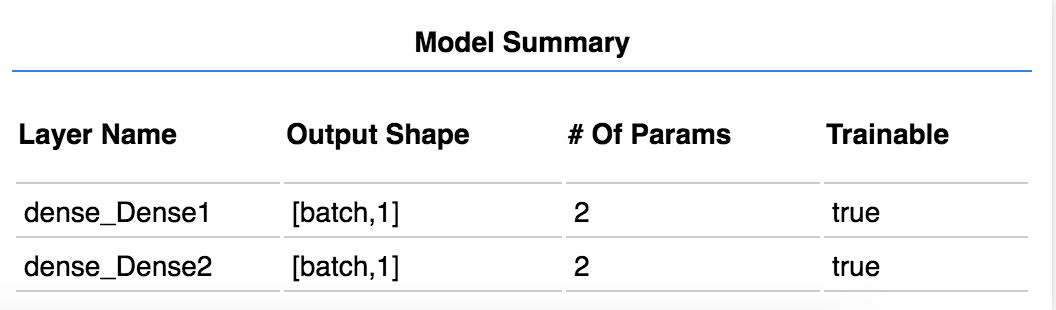 Model Summary
Layer Name Output Shape # Of Params Trainable
dense_Dense1 [batch,1] 2 true
dense_Dense2 [batch,1] 2 true